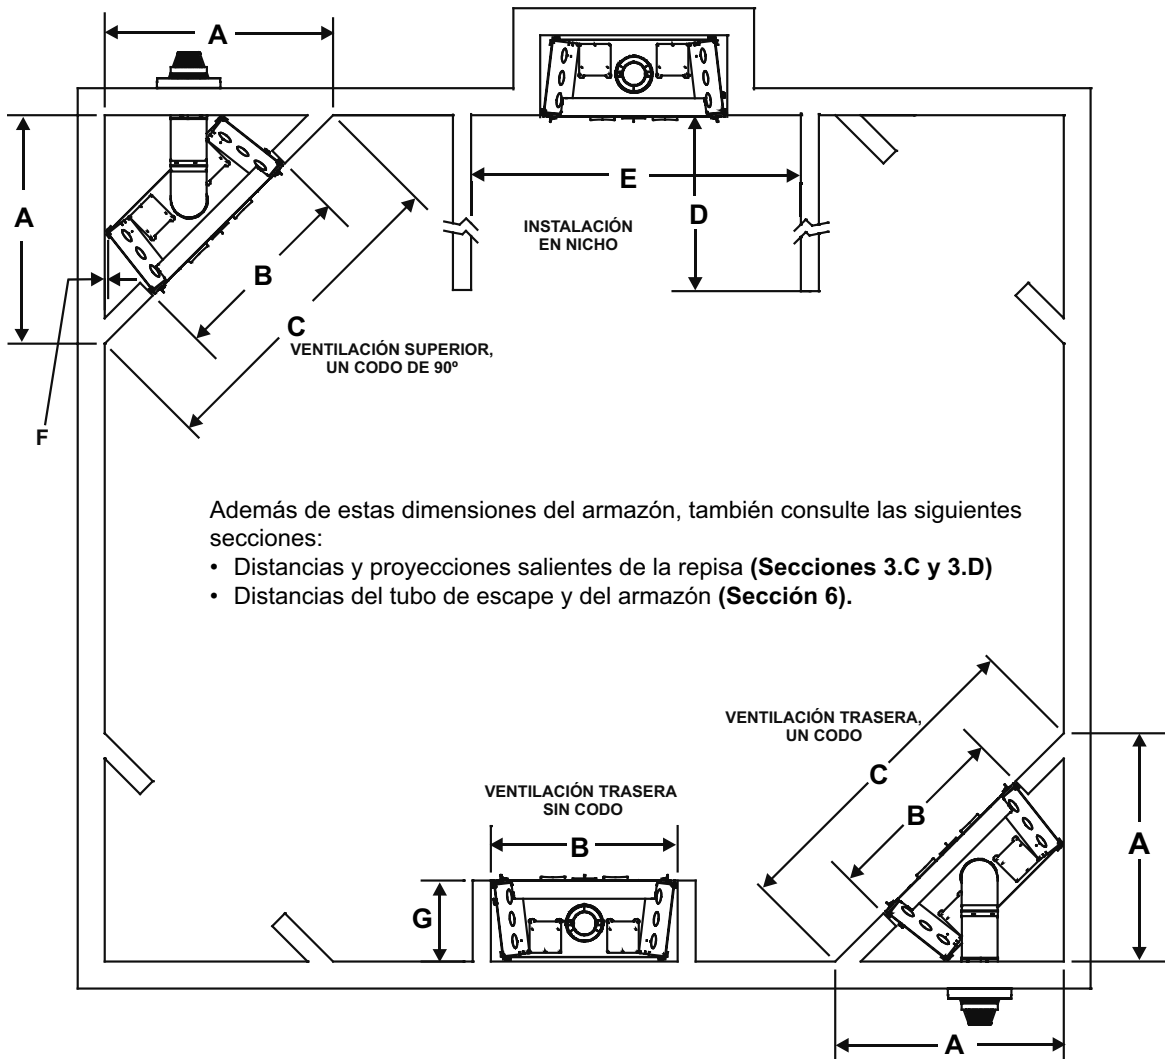 A
A
B
C
F
VENTILACIÓN SUPERIOR,
UN CODO DE 90º
E
D
INSTALACIÓN
EN NICHO
Además de estas dimensiones del armazón, también consulte las siguientes
secciones:
• Distancias y proyecciones salientes de la repisa (Secciones 3.C y 3.D)
• Distancias del tubo de escape y del armazón (Sección 6).
VENTILACIÓN TRASERA
SIN CODO
B
G
VENTILACIÓN TRASERA,
UN CODO
C
B
A
A